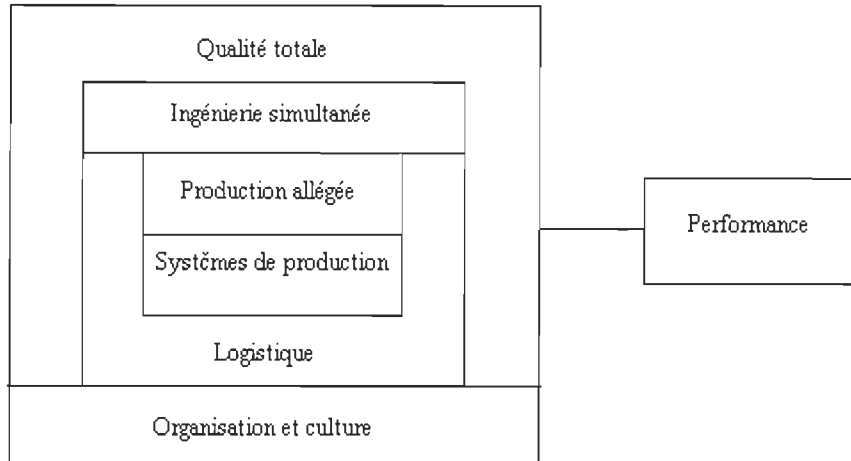 Qualité totale
Ingénierie simultanée
Production allégée
Systčmes de production
Logistique
Organisation et culture
Performance